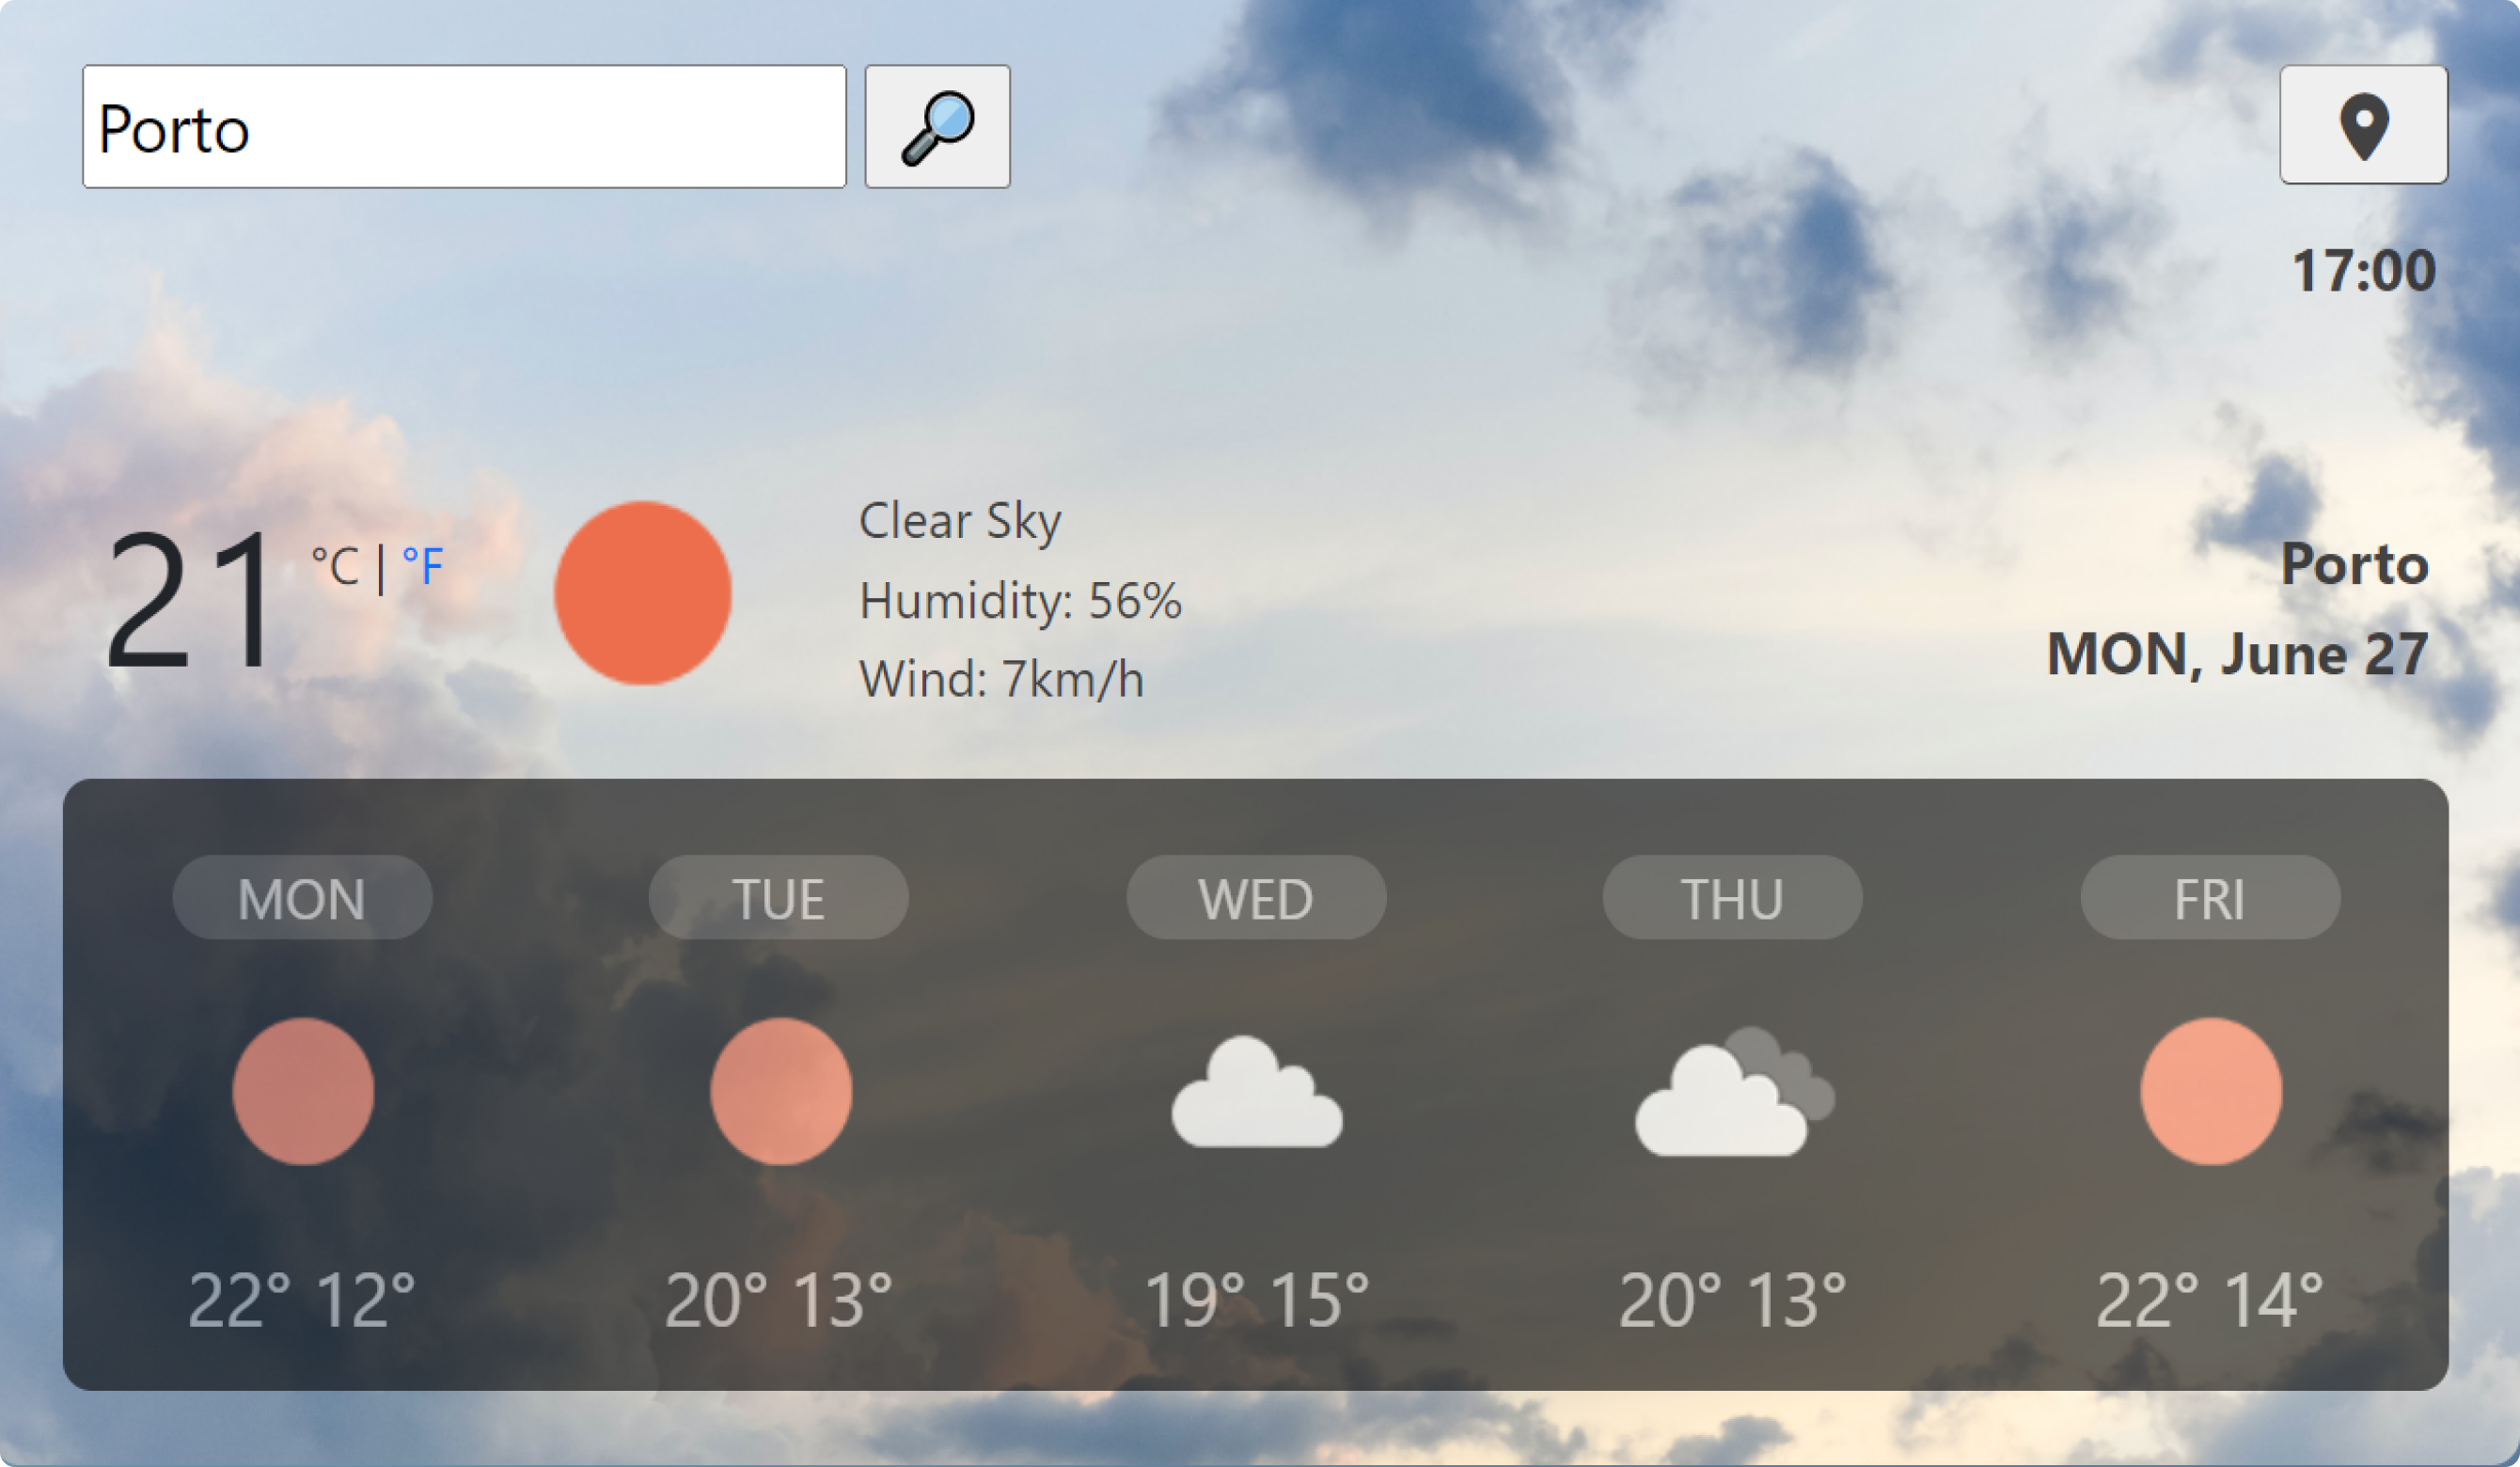 Porto
17:00
21 °C | °F
Clear Sky
Humidity: 56%
Wind: 7km/h
Porto
MON, June 27
MON TUE WED THU FRI
22° 12° 20° 13° 19° 15° 20° 13° 22° 14°